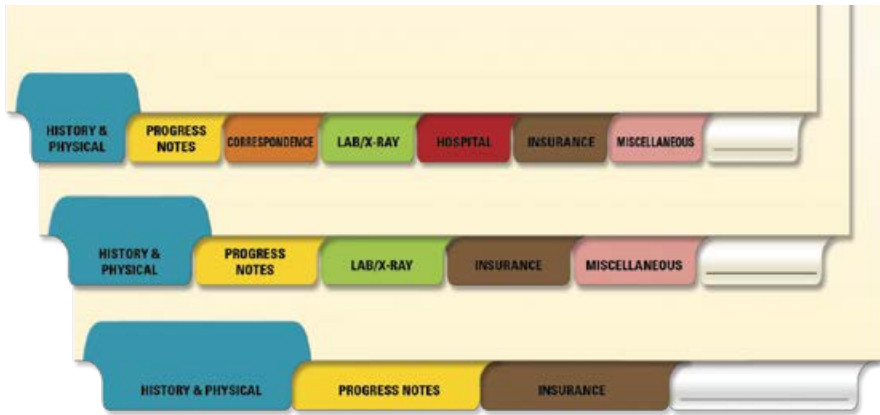 HISTORY &
PHYSICAL
PROGRESS
NOTES
CORRESPONDENCE
LAB/X-RAY
HOSPITAL
INSURANCE
MISCELLANEOUS
HISTORY &
PHYSICAL
PROGRESS
NOTES
LAB/X-RAY
INSURANCE
MISCELLANEOUS
HISTORY & PHYSICAL
PROGRESS NOTES
INSURANCE